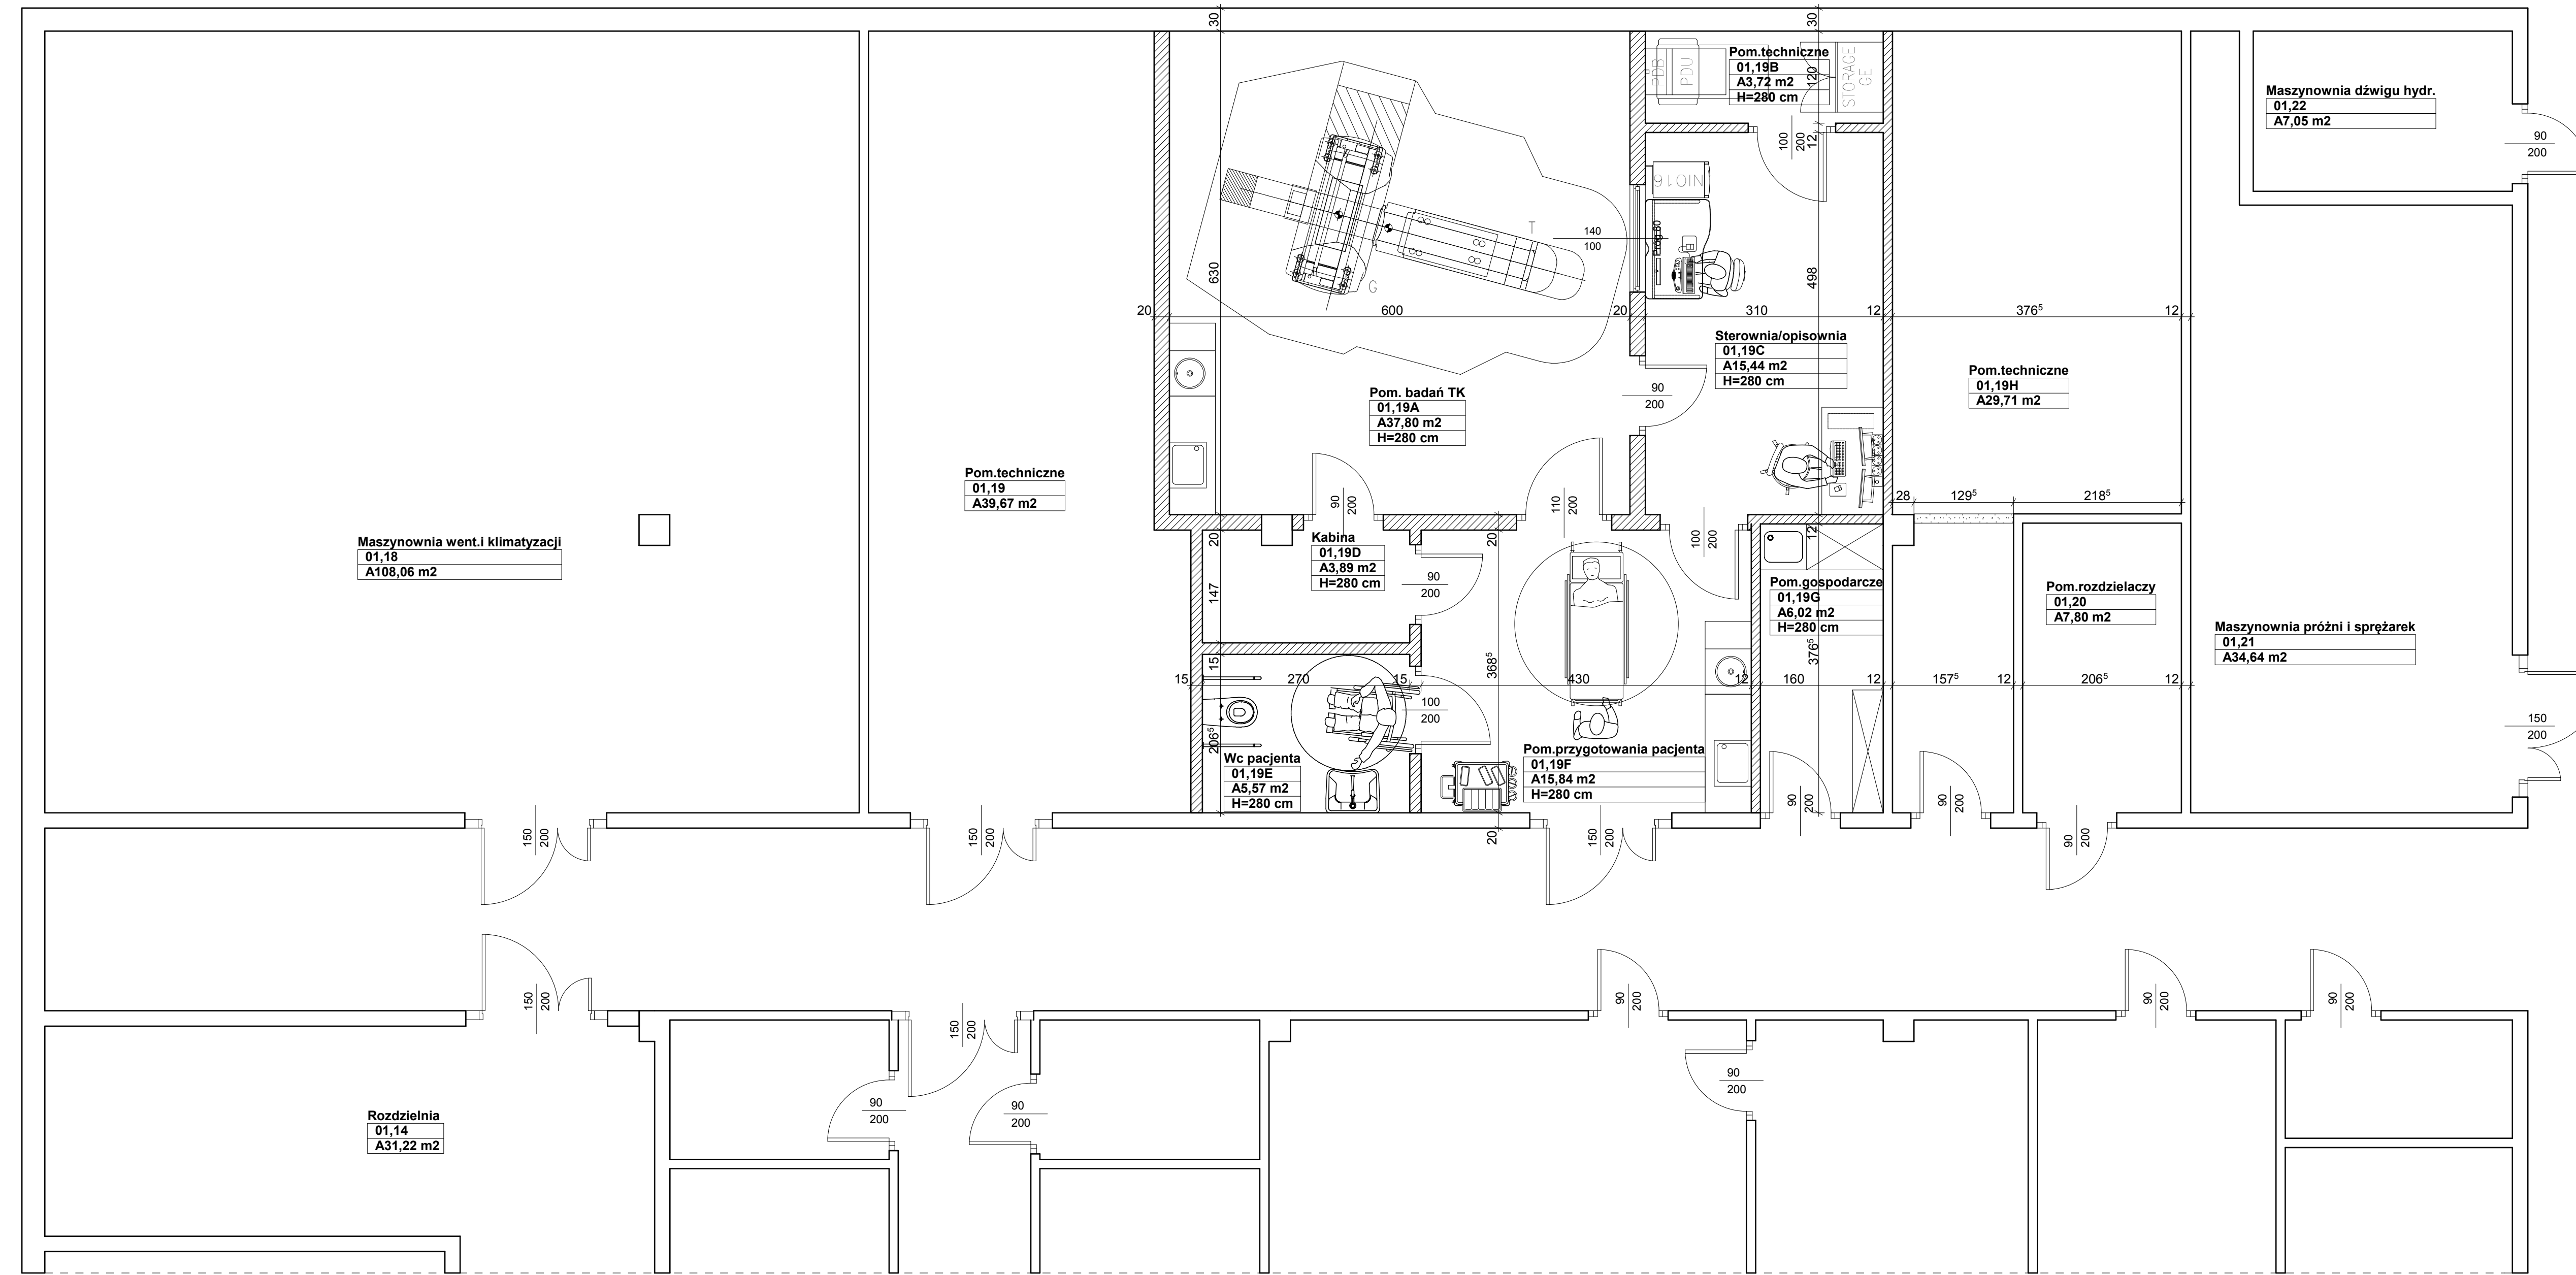 30
30
Pom.techniczne
01,19B
A3,72 m2
H=280 cm
PDB
PDU
120
STORAGE
GE
Maszynownia dźwigu hydr.
01,22
A7,05 m2
90
200
100
200
12
NIO16
Próg.80
140
100
T
G
630
498
20
600
20
310
12
376⁵
12
Sterownia/opisownia
01,19C
A15,44 m2
H=280 cm
Pom.techniczne
01,19H
A29,71 m2
Pom. badań TK
01,19A
A37,80 m2
H=280 cm
90
200
Pom.techniczne
01,19
A39,67 m2
90
200
110
200
28
129⁵
218⁵
Maszynownia went.i klimatyzacji
01,18
A108,06 m2
20
Kabina
01,19D
A3,89 m2
H=280 cm
20
100
200
12
90
200
147
Pom.gospodarcze
01,19G
A6,02 m2
H=280 cm
Pom.rozdzielaczy
01,20
A7,80 m2
Maszynownia próżni i sprężarek
01,21
A34,64 m2
15
368⁵
376⁵
15
270
15
430
12
160
12
157⁵
12
206⁵
12
100
200
150
200
206⁵
Wc pacjenta
01,19E
A5,57 m2
H=280 cm
Pom.przygotowania pacjenta
01,19F
A15,84 m2
H=280 cm
90
200
90
200
150
200
150
200
20
150
200
90
200
150
200
150
200
90
200
90
200
90
200
90
200
90
200
90
200
Rozdzielnia
01,14
A31,22 m2